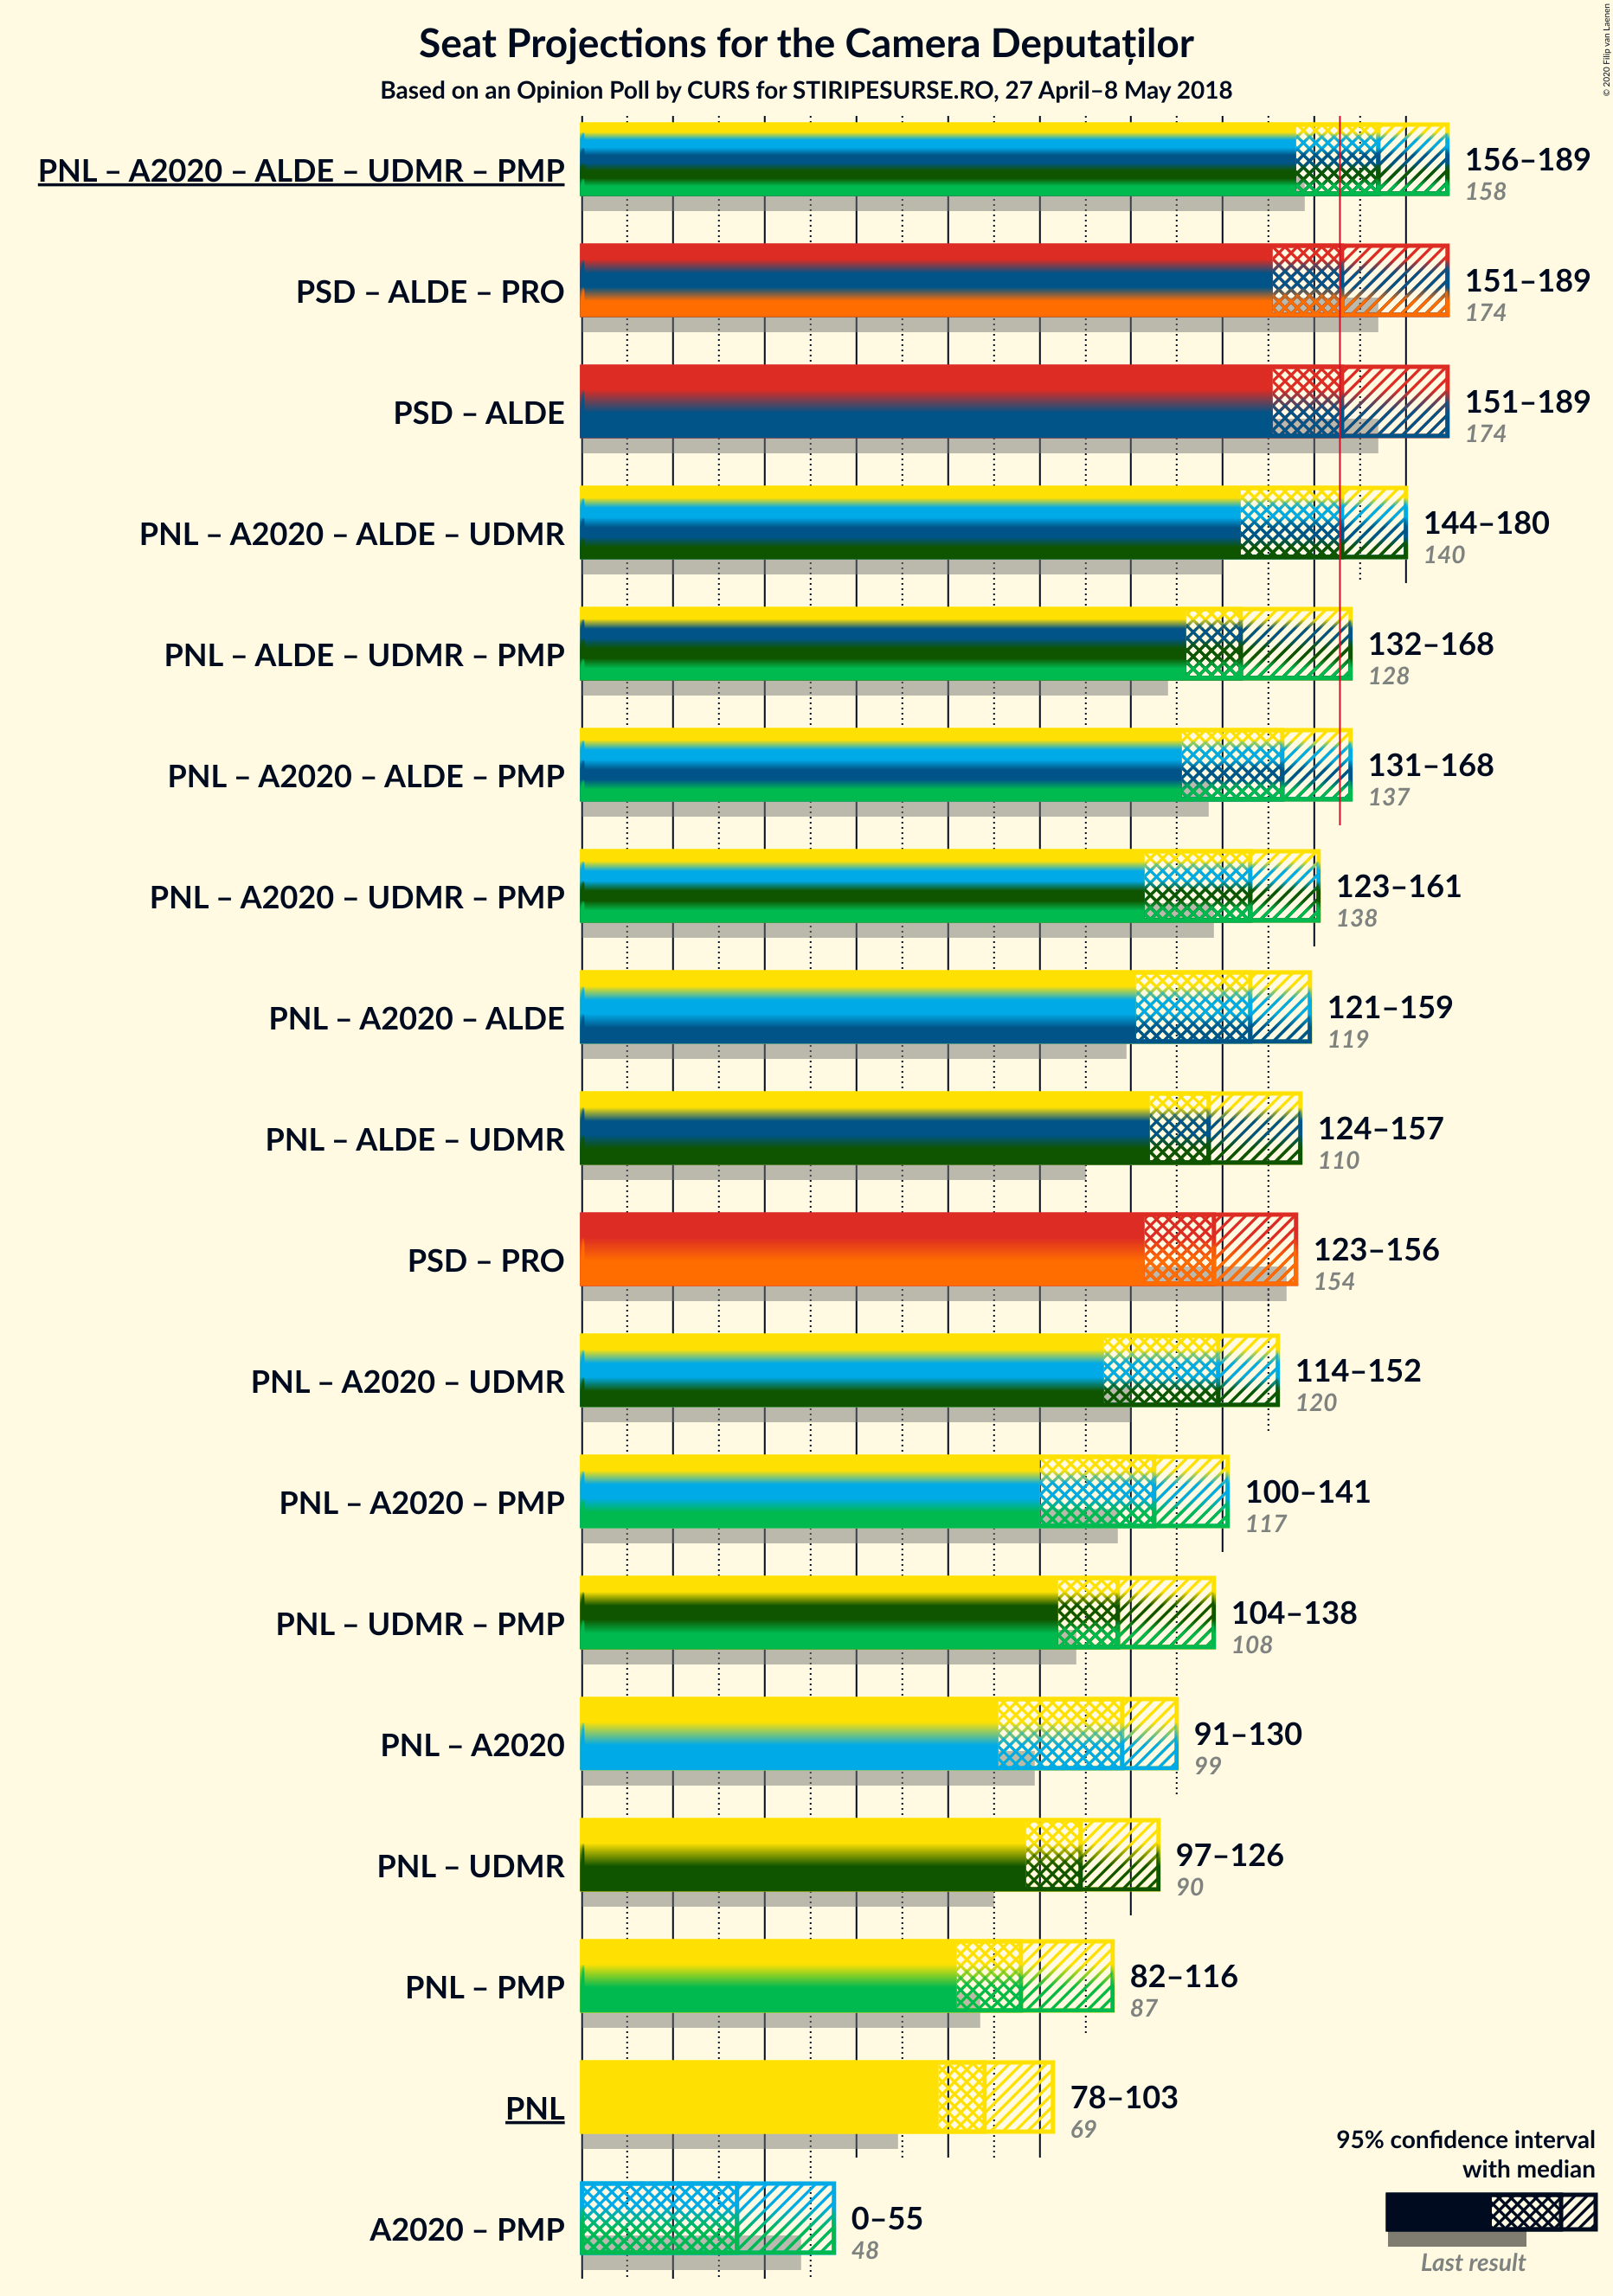 Seat Projections for the Camera Deputaților
Based on an Opinion Poll by CURS for STIRIPESURSE.RO, 27 April–8 May 2018
© 2020 Filip van Laenen
PNL – A2020 – ALDE – UDMR – PMP
156–189
158
PSD – ALDE – PRO
151–189
174
PSD – ALDE
151–189
174
PNL – A2020 – ALDE – UDMR
144–180
140
PNL – ALDE – UDMR – PMP
132–168
128
PNL – A2020 – ALDE – PMP
131–168
137
PNL – A2020 – UDMR – PMP
123–161
138
PNL – A2020 – ALDE
121–159
119
PNL – ALDE – UDMR
124–157
110
PSD – PRO
123–156
154
PNL – A2020 – UDMR
114–152
120
PNL – A2020 – PMP
100–141
117
PNL – UDMR – PMP
104–138
108
PNL – A2020
91–130
99
PNL – UDMR
97–126
90
PNL – PMP
82–116
87
PNL
78–103
69
A2020 – PMP
0–55
48
95% confidence interval
with median
Last result